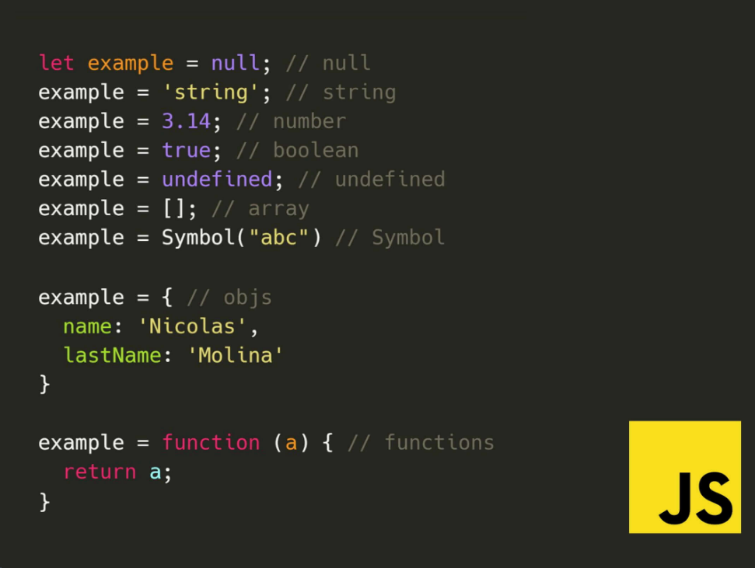 let example = null; // null
example = 'string'; // string
example = 3.14; // number
example = true; // boolean
example = undefined; // undefined
example = []; // array
example = Symbol("abc") // Symbol
example = { // objs
name: 'Nicolas',
lastName: 'Molina'
}
example = function (a) { // functions
return a;
}
JS